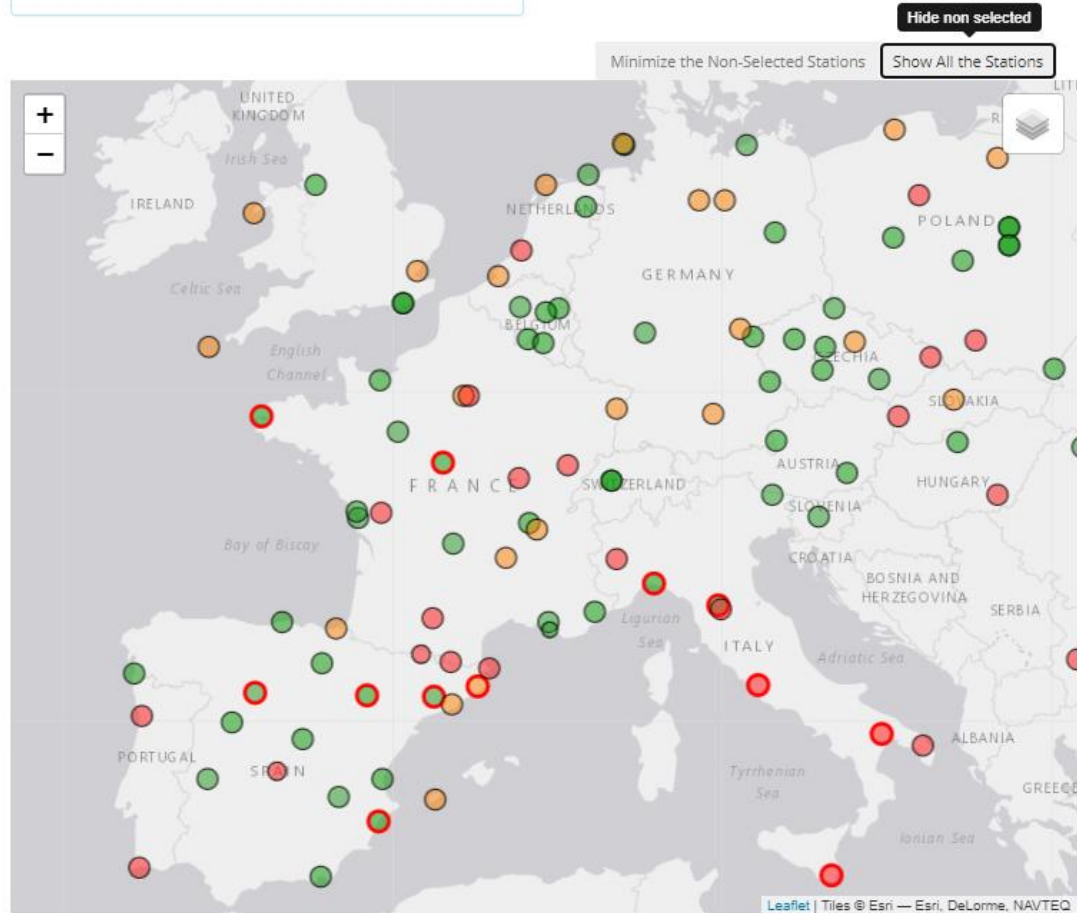 Hide non selected
Minimize the Non-Selected Stations
Show All the Stations
+
−
UNITED
KINGDOM
LIT
R
Irish Sea
IRELAND
NETHERLANDS
POLAND
GERMANY
Celtic Sea
BELGIUM
English
Channel
CZECHIA
SLOVAKIA
AUSTRIA
FRANCE
SWITZERLAND
HUNGARY
SLOVENIA
Bay of Biscay
CROATIA
BOSNIA AND
HERZEGOVINA
SERBIA
Ligurian
Sea
ITALY
Adriatic Sea
PORTUGAL
SPAIN
ALBANIA
Tyrrhenian
Sea
GREECE
Ionian Sea
Leaflet | Tiles © Esri — Esri, DeLorme, NAVTEQ